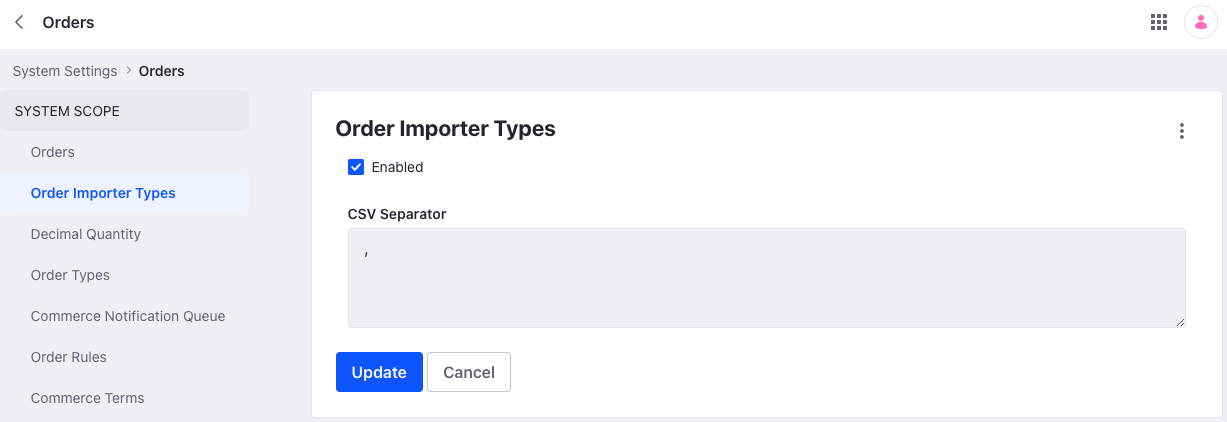 Orders
System Settings > Orders
SYSTEM SCOPE
Orders
Order Importer Types
Decimal Quantity
Order Types
Commerce Notification Queue
Order Rules
Commerce Terms
Order Importer Types
Enabled
CSV Separator
,
Update Cancel